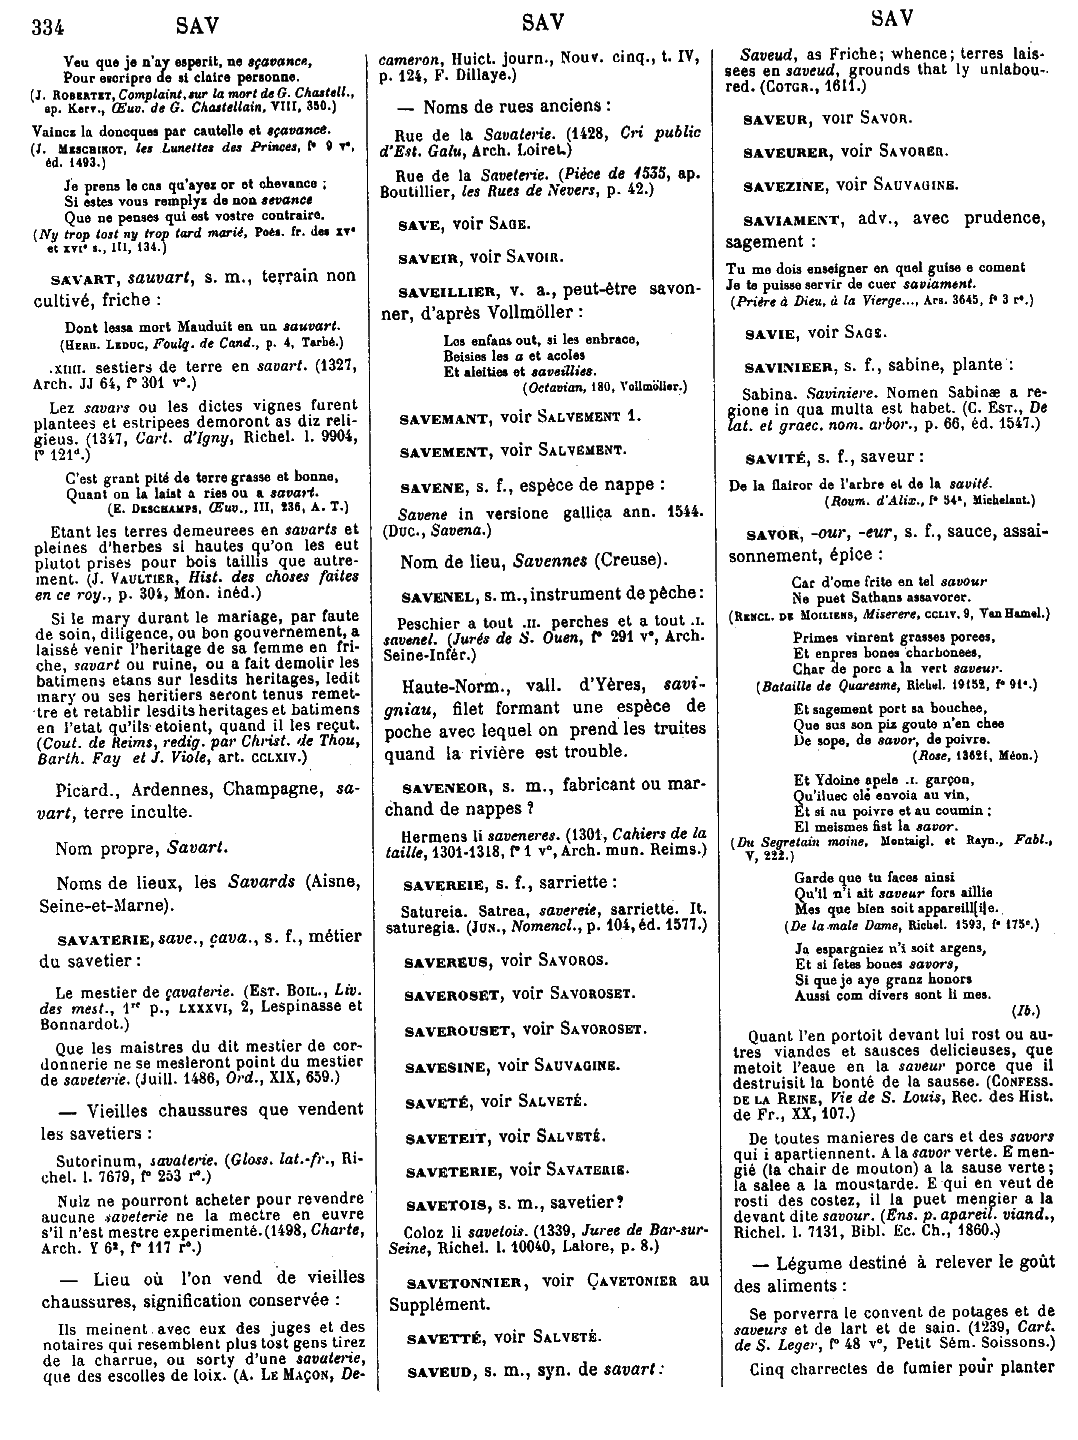 334 SAV SAV SAV
Veu que je n'ay esperit, ne sçavance,
Pour escripre de si claire personne.
(J. ROBERTET, Complaint. sur la mort de G. Chastell.,
ap. Kerv., Œuv. de G. Chastellain, VIII, 350.)
Vaincz la doncques par cautelle et sçavance.
(J. MESCHINOT, les Lunettes des Princes, f° 9 v°,
éd. 1493.)
Je prens le cas qu'ayez or et chevance ;
Si estes vous remplyz de non sevance
Que ne penses qui est vostre contraire.
(Ny trop tost ny trop tard marié, Poés. fr. des XVe
et XVIe s., III, 134.)
SAVART, sauvart, s. m., terrain non
cultivé, friche :
Dont lessa mort Mauduit en un sauvart.
(HERB. LEDUC, Foulq. de Cand., p. 4, Tarbé.)
.XIIII. sestiers de terre en savart. (1327,
Arch. JJ 64, f° 301 v°.)
Lez savars ou les dictes vignes furent
plantees et estripees demoront as diz reli-
gieus. (1347, Cart. d'Igny, Richel. l. 9904,
f° 121d.)
C'est grant pité de terre grasse et bonne,
Quant on la laist a ries ou a savart.
(E. DESCHAMPS, Œuv., III, 236, A. T.)
Etant les terres demeurees en savarts et
pleines d'herbes si hautes qu'on les eut
plutot prises pour bois taillis que autre-
ment. (J. VAULTIER, Hist. des choses faites
en ce roy., p. 304, Mon. inéd.)
Si le mary durant le mariage, par faute
de soin, diligence, ou bon gouvernement, a
laissé venir l'heritage de sa femme en fri-
che, savart ou ruine, ou a fait demolir les
batimens etans sur lesdits heritages, ledit
mary ou ses heritiers seront tenus remet-
tre et retablir lesdits heritages et batimens
en l'etat qu'ils etoient, quand il les reçut.
(Cout. de Reims, redig. par Christ. de Thou,
Barth. Fay et J. Viole, art. CCLXIV.)
Picard., Ardennes, Champagne, sa-
vart, terre inculte.
Nom propre, Savart.
Noms de lieux, les Savards (Aisne,
Seine-et-Marne).
SAVATERIE, save., çava., s. f., métier
du savetier :
Le mestier de çavaterie. (EST. BOIL., Liv.
des mest., 1re p., LXXXVI, 2, Lespinasse et
Bonnardot.)
Que les maistres du dit mestier de cor-
donnerie ne se mesleront point du mestier
de saveterie. (Juill. 1486, Ord., XIX, 659.)
— Vieilles chaussures que vendent
les savetiers :
Sutorinum, savaterie. (Gloss. lat.-fr., Ri-
chel. l. 7679, f° 253 r°.)
Nulz ne pourront acheter pour revendre
aucune saveterie ne la mectre en euvre
s'il n'est mestre experimenté. (1498, Charte,
Arch. Y 6², f° 117 r°.)
— Lieu où l'on vend de vieilles
chaussures, signification conservée :
Ils meinent avec eux des juges et des
notaires qui resemblent plus tost gens tirez
de la charrue, ou sorty d'une savaterie,
que des escolles de loix. (A. LE MAÇON, De-
cameron, Huict. journ., Nouv. cinq., t. IV,
p. 124, F. Dillaye.)
— Noms de rues anciens :
Rue de la Savaterie. (1428, Cri public
d'Est. Galu, Arch. Loiret.)
Rue de la Saveterie. (Pièce de 1535, ap.
Boutillier, les Rues de Nevers, p. 42.)
SAVE, voir SAGE.
SAVEIR, voir SAVOIR.
SAVEILLIER, v. a., peut-être savon-
ner, d'après Vollmöller :
Los enfans out, si les enbrace,
Beisies les a et acoles
Et aleities et saveillies.
(Octavian, 180, Vollmöller.)
SAVEMANT, voir SALVEMENT 1.
SAVEMENT, voir SALVEMENT.
SAVENE, s. f., espèce de nappe :
Savene in versione gallica ann. 1544.
(DUC., Savena.)
Nom de lieu, Savennes (Creuse).
SAVENEL, s. m., instrument de pêche :
Peschier a tout .II. perches et a tout .I.
savenel. (Jurés de S. Ouen, f° 291 v°, Arch.
Seine-Infér.)
Haute-Norm., vall. d'Yères, savi-
gniau, filet formant une espèce de
poche avec lequel on prend les truites
quand la rivière est trouble.
SAVENEOR, s. m., fabricant ou mar-
chand de nappes ?
Hermens li saveneres. (1301, Cahiers de la
taille, 1301-1318, f° 1 v°, Arch. mun. Reims.)
SAVEREIE, s. f., sarriette :
Satureia. Satrea, savereie, sarriette. It.
saturegia. (JUN., Nomencl., p. 104, éd. 1577.)
SAVEREUS, voir SAVOROS.
SAVEROSET, voir SAVOROSET.
SAVEROUSET, voir SAVOROSET.
SAVESINE, voir SAUVAGINE.
SAVETÉ, voir SALVETÉ.
SAVETEIT, voir SALVETÉ.
SAVETERIE, voir SAVATERIE.
SAVETOIS, s. m., savetier ?
Coloz li savetois. (1339, Juree de Bar-sur-
Seine, Richel. l. 10040, Lalore, p. 8.)
SAVETONNIER, voir ÇAVETONIER au
Supplément.
SAVETTÉ, voir SALVETÉ.
SAVEUD, s. m., syn. de savart :
Saveud, as Friche; whence; terres lais-
sees en saveud, grounds that ly unlabou-
red. (COTGR., 1611.)
SAVEUR, voir SAVOR.
SAVEURER, voir SAVORER.
SAVEZINE, voir SAUVAGINE.
SAVIAMENT, adv., avec prudence,
sagement :
Tu me dois enseigner en quel guise e coment
Je te puisse servir de cuer saviament.
(Prière à Dieu, à la Vierge..., Ars. 3645, f° 3 r°.)
SAVIE, voir SAGE.
SAVINIEER, s. f., sabine, plante :
Sabina. Saviniere. Nomen Sabinæ a re-
gione in qua multa est habet. (C. EST., De
lat. et graec. nom. arbor., p. 66, éd. 1547.)
SAVITÉ, s. f., saveur :
De la flairor de l'arbre et de la savité.
(Roum. d'Alix., f° 54a, Michelant.)
SAVOR, -our, -eur, s. f., sauce, assai-
sonnement, épice :
Car d'ome frite en tel savour
Ne puet Sathans assavorer.
(RENCL. DE MOILIENS, Miserere, CCLIV, 9, Van Hamel.)
Primes vinrent grasses porees,
Et enpres bones charbonees,
Char de porc a la vert saveur.
(Bataille de Quaresme, Richel. 19152, f° 91c.)
Et sagement port sa bouchee,
Que sus son piz goute n'en chee
De sope, de savor, de poivre.
(Rose, 13621, Méon.)
Et Ydoine apele .I. garçon,
Qu'iluec olé envoia au vin,
Et si au poivre et au coumin ;
El meismes fist la savor.
(Du Segretain moine, Montaigl. et Rayn., Fabl.,
V, 222.)
Garde que tu faces ainsi
Qu'il n'i ait saveur fors aillie
Mes que bien soit appareill[i]e.
(De la male Dame, Richel. 1593, f° 175c.)
Ja espargniez n'i soit argens,
Et si fetes bones savors,
Si que je aye granz honors
Aussi com divers sont li mes.
(Ib.)
Quant l'en portoit devant lui rost ou au-
tres viandes et sausces delicieuses, que
metoit l'eaue en la saveur porce que il
destruisit la bonté de la sausse. (CONFESS.
DE LA REINE, Vie de S. Louis, Rec. des Hist.
de Fr., XX, 107.)
De toutes manieres de cars et des savors
qui i apartiennent. A la savor verte. E men-
gié (la chair de mouton) a la sause verte ;
la salee a la moustarde. E qui en veut de
rosti des costez, il la puet mengier a la
devant dite savour. (Ens. p. apareil. viand.,
Richel. l. 7131, Bibl. Ec. Ch., 1860.)
— Légume destiné à relever le goût
des aliments :
Se porverra le convent de potages et de
saveurs et de lart et de sain. (1239, Cart.
de S. Leger, f° 48 v°, Petit Sém. Soissons.)
Cinq charrectes de fumier pour planter